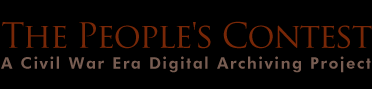 The People's Contest
A Civil War Era Digital Archiving Project